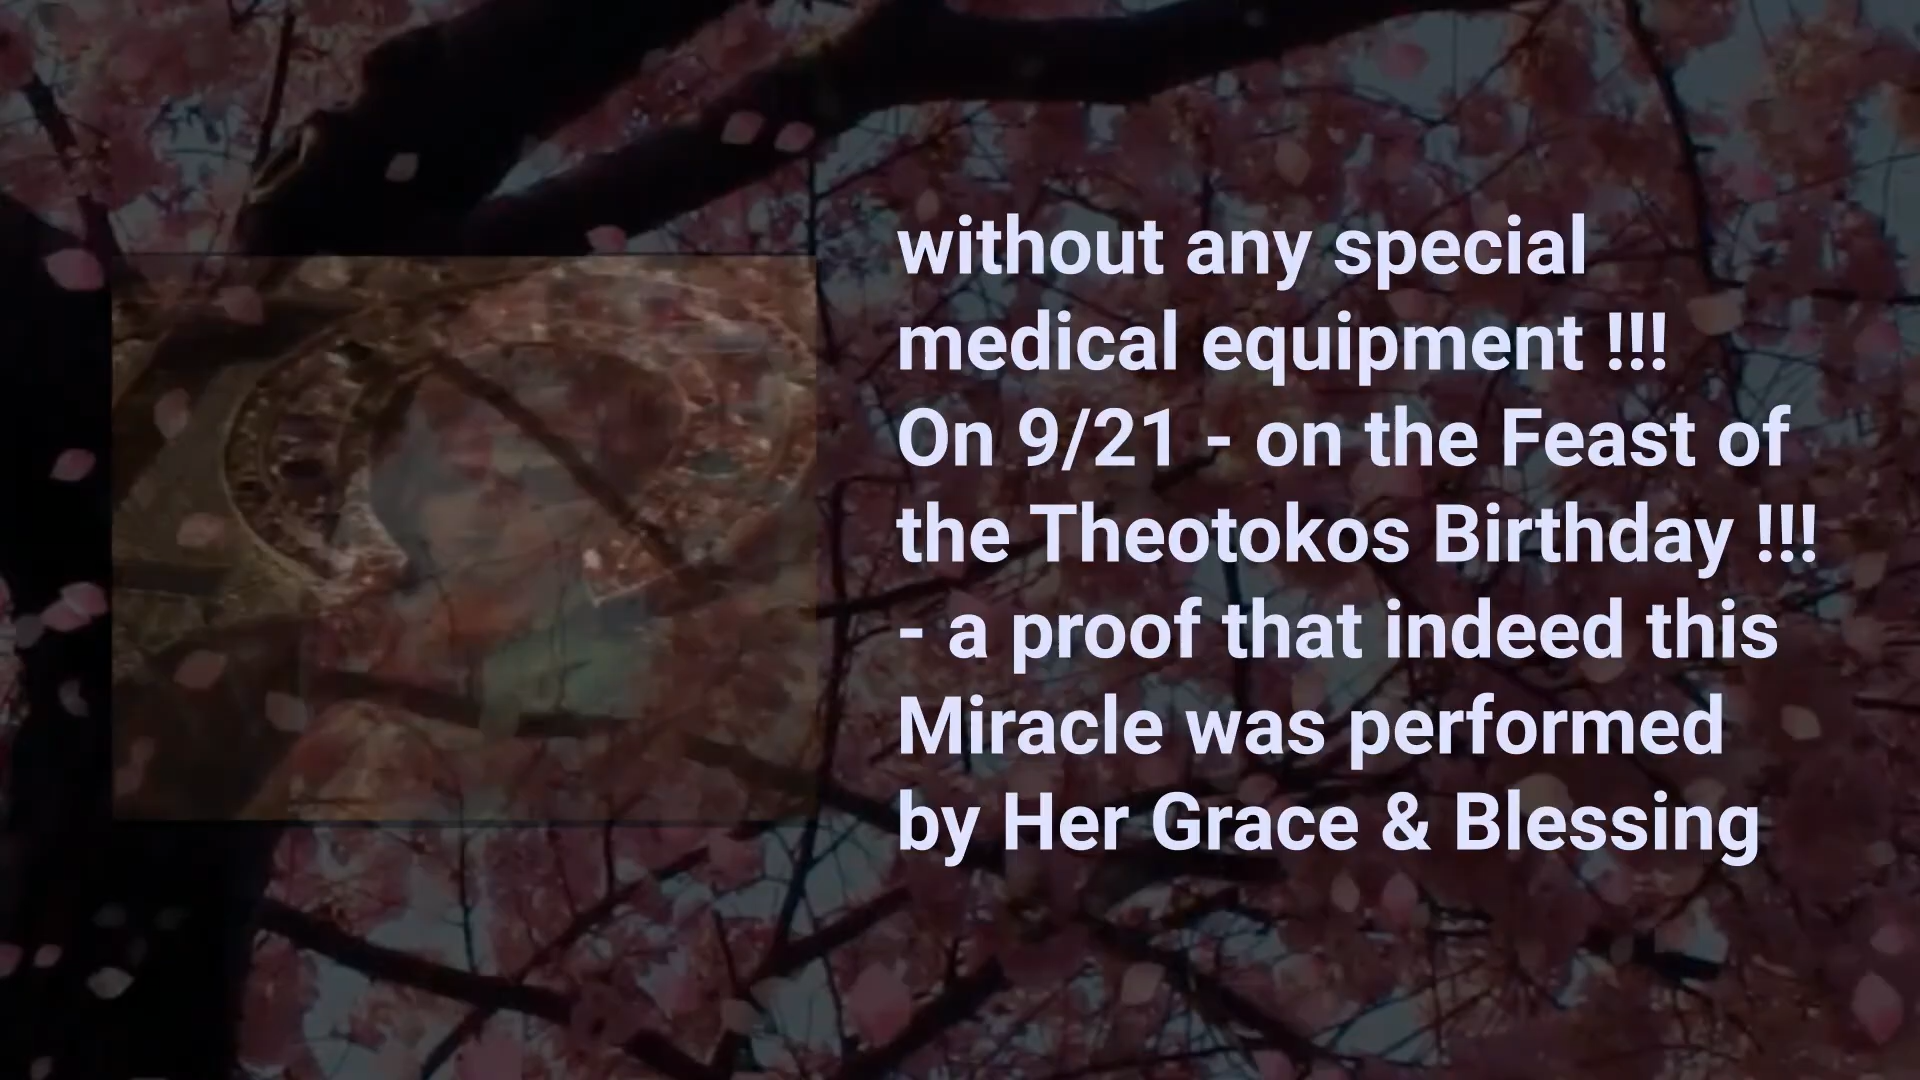 without any special
medical equipment !!!
On 9/21 - on the Feast of
the Theotokos Birthday !!!
- a proof that indeed this
Miracle was performed
by Her Grace & Blessing